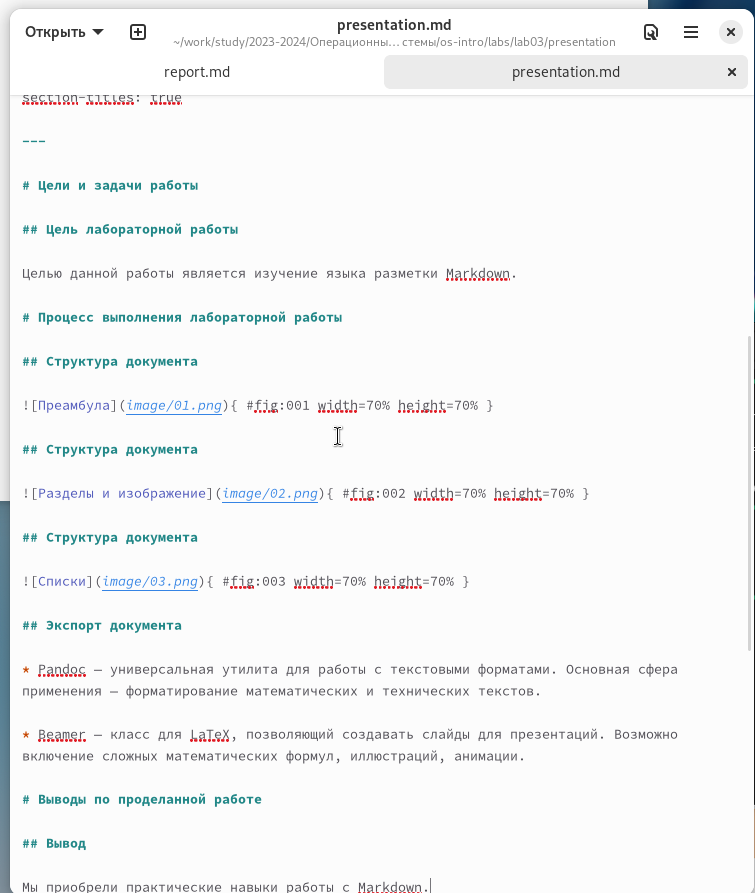 Открыть
presentation.md
~/work/study/2023-2024/Операционны… стемы/os-intro/labs/lab03/presentation
report.md
presentation.md
section-titles: true
---
# Цели и задачи работы
## Цель лабораторной работы
Целью данной работы является изучение языка разметки Markdown.
# Процесс выполнения лабораторной работы
## Структура документа
![Преамбула](image/01.png){ #fig:001 width=70% height=70% }
## Структура документа
![Разделы и изображение](image/02.png){ #fig:002 width=70% height=70% }
## Структура документа
![Списки](image/03.png){ #fig:003 width=70% height=70% }
## Экспорт документа
* Pandoc — универсальная утилита для работы с текстовыми форматами. Основная сфера
применения — форматирование математических и технических текстов.
* Beamer — класс для LaTeX, позволяющий создавать слайды для презентаций. Возможно
включение сложных математических формул, иллюстраций, анимации.
# Выводы по проделанной работе
## Вывод
Мы приобрели практические навыки работы с Markdown.